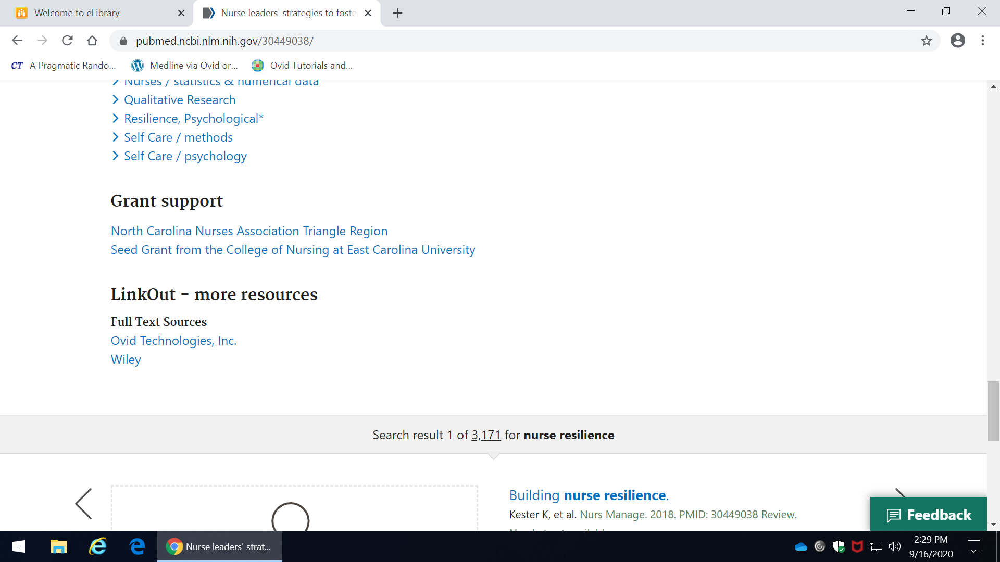 Welcome to eLibrary
Nurse leaders' strategies to foste
pubmed.ncbi.nlm.nih.gov/30449038/
CT A Pragmatic Rando...
Medline via Ovid or...
Ovid Tutorials and...
Nurses / statistics & numerical data
Qualitative Research
Resilience, Psychological*
Self Care / methods
Self Care / psychology
Grant support
North Carolina Nurses Association Triangle Region
Seed Grant from the College of Nursing at East Carolina University
LinkOut - more resources
Full Text Sources
Ovid Technologies, Inc.
Wiley
Search result 1 of 3,171 for nurse resilience
Building nurse resilience.
Kester K, et al. Nurs Manage. 2018. PMID: 30449038 Review.
Feedback
Nurse leaders' strat...
2:29 PM
9/16/2020